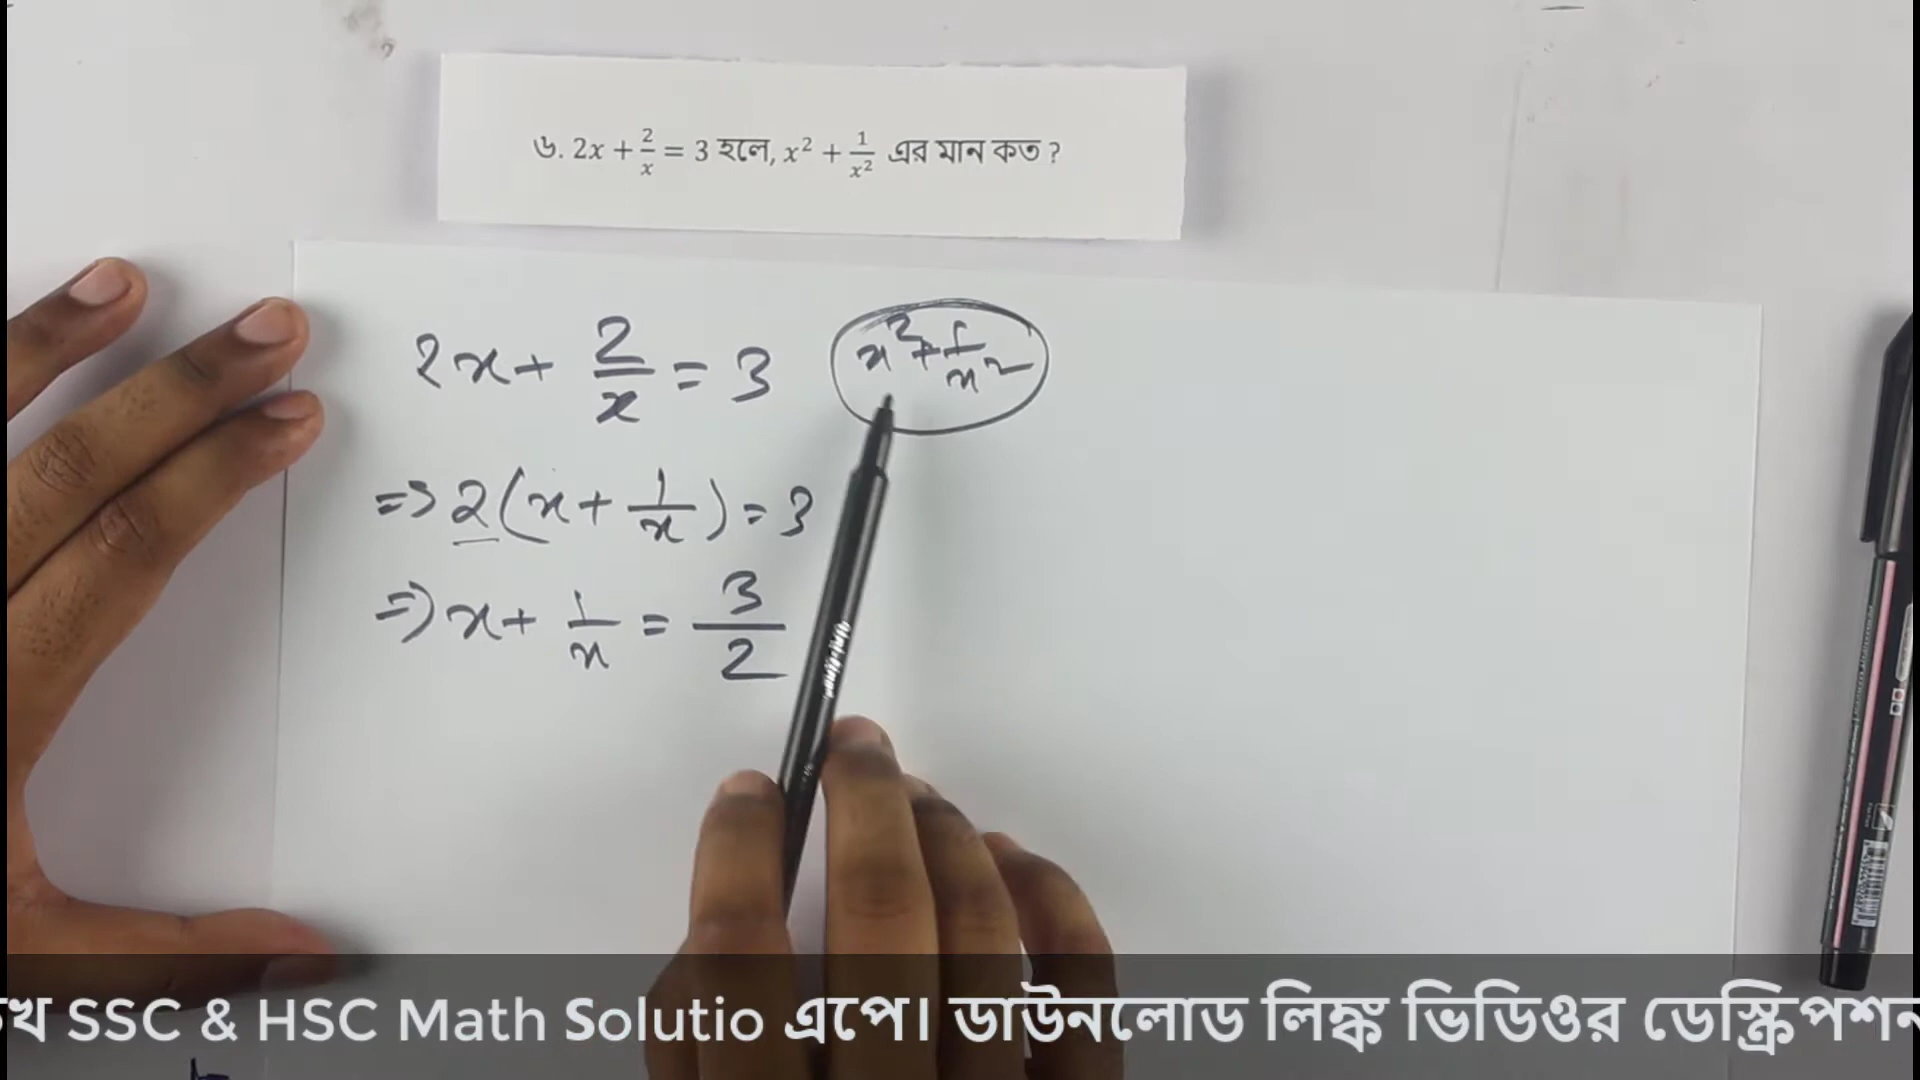 ৬. 2x + 2/x = 3 হলে, x² + 1/x² এর মান কত ?
2x + 2/x = 3 x² + 1/x²
=> 2(x + 1/x) = 3
=> x + 1/x = 3/2
SSC & HSC Math Solutio এপে। ডাউনলোড লিঙ্ক ভিডিওর ডেস্ক্রিপশন